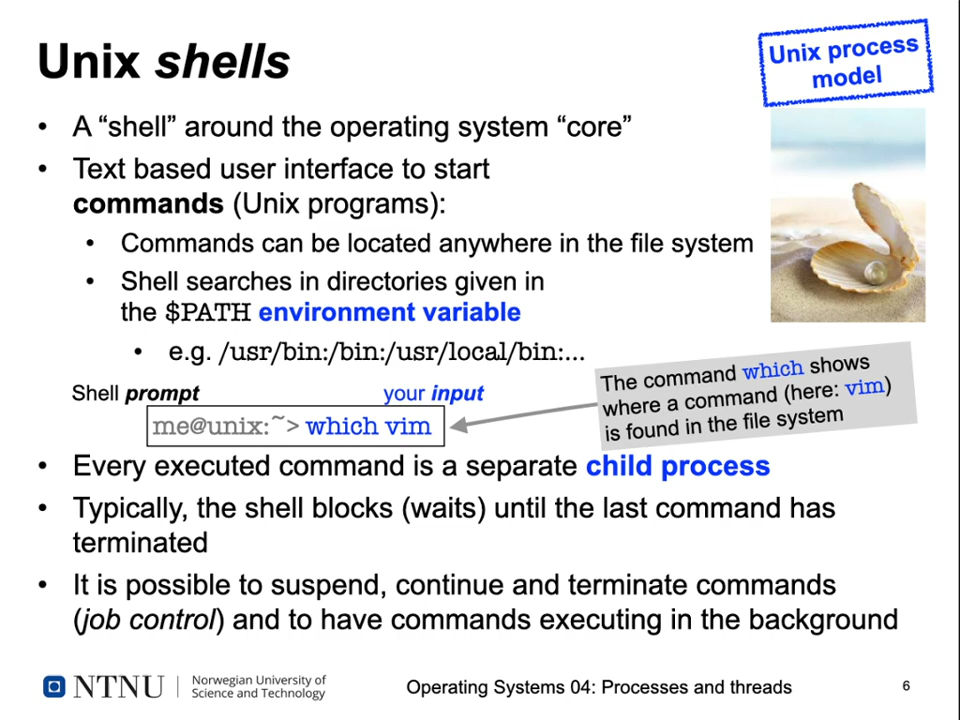 Unix shells
Unix process
model
• A “shell” around the operating system “core”
• Text based user interface to start
commands (Unix programs):
• Commands can be located anywhere in the file system
• Shell searches in directories given in
the $PATH environment variable
• e.g. /usr/bin:/bin:/usr/local/bin:...
Shell prompt your input
me@unix:~> which vim
The command which shows
where a command (here: vim)
is found in the file system
• Every executed command is a separate child process
• Typically, the shell blocks (waits) until the last command has
terminated
• It is possible to suspend, continue and terminate commands
(job control) and to have commands executing in the background
NTNU
Norwegian University of
Science and Technology
Operating Systems 04: Processes and threads
6